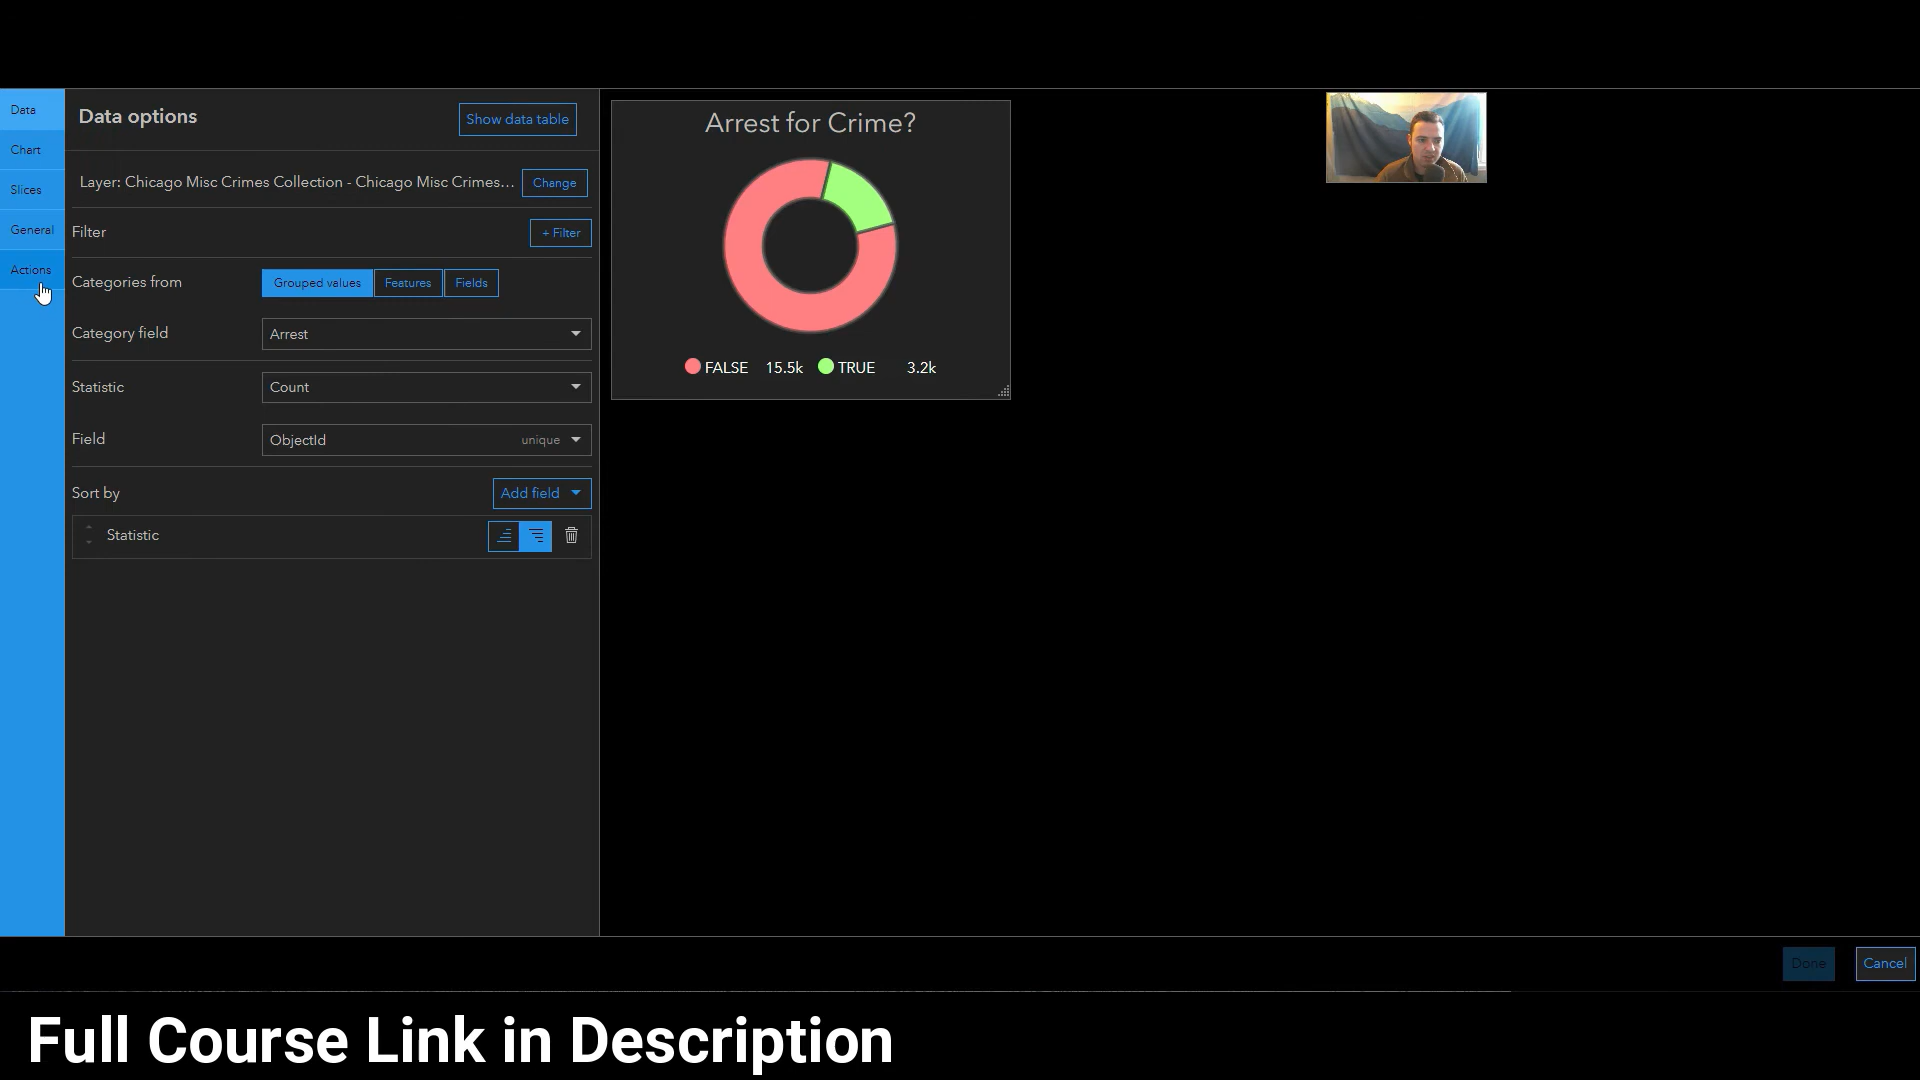 Data
Chart
Slices
General
Actions
Data options
Show data table
Layer: Chicago Misc Crimes Collection - Chicago Misc Crimes...
Change
Filter
+ Filter
Categories from
Grouped values
Features
Fields
Category field
Arrest
Statistic
Count
Field
ObjectId
unique
Sort by
Add field
Statistic
Arrest for Crime?
FALSE 15.5k TRUE 3.2k
Done
Cancel
Full Course Link in Description